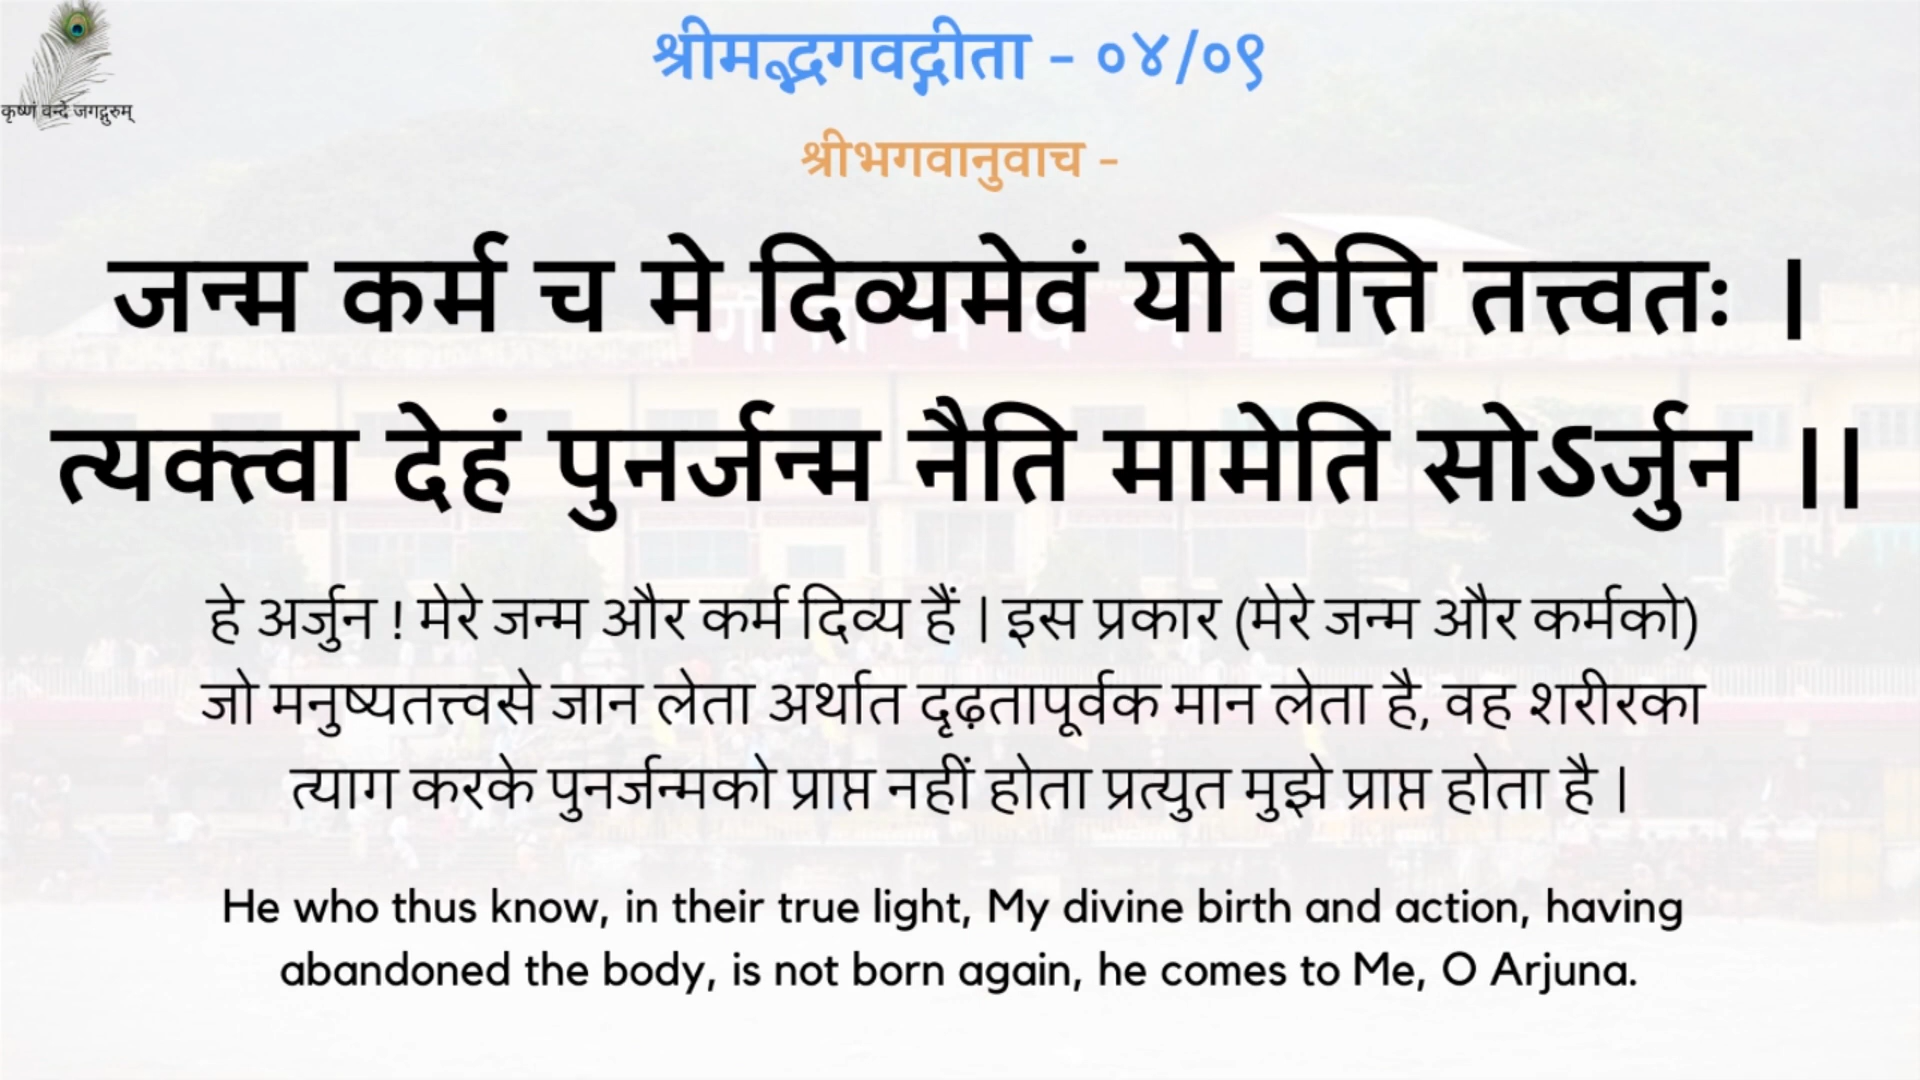 कृष्णं वन्दे जगद्गुरुम्
श्रीमद्भगवद्गीता - ०४/०९
श्रीभगवानुवाच -
जन्म कर्म च मे दिव्यमेवं यो वेत्ति तत्त्वतः |
त्यक्त्वा देहं पुनर्जन्म नैति मामेति सोऽर्जुन ||
हे अर्जुन ! मेरे जन्म और कर्म दिव्य हैं | इस प्रकार (मेरे जन्म और कर्मको)
जो मनुष्यतत्त्वसे जान लेता अर्थात दृढ़तापूर्वक मान लेता है, वह शरीरका
त्याग करके पुनर्जन्मको प्राप्त नहीं होता प्रत्युत मुझे प्राप्त होता है |
He who thus know, in their true light, My divine birth and action, having
abandoned the body, is not born again, he comes to Me, O Arjuna.